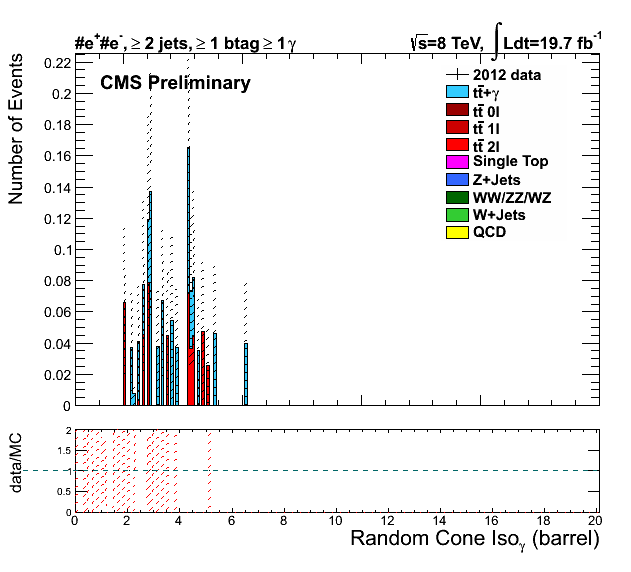 #e⁺#e⁻, ≥ 2 jets, ≥ 1 btag ≥ 1 γ
√s=8 TeV, ∫ Ldt=19.7 fb⁻¹
CMS Preliminary
2012 data
tt̄+γ
tt̄ 0l
tt̄ 1l
tt̄ 2l
Single Top
Z+Jets
WW/ZZ/WZ
W+Jets
QCD
Number of Events
0.22
0.2
0.18
0.16
0.14
0.12
0.1
0.08
0.06
0.04
0.02
0
data/MC
2
1.5
1
0.5
0
0 2 4 6 8 10 12 14 16 18 20
Random Cone Isoᵧ (barrel)